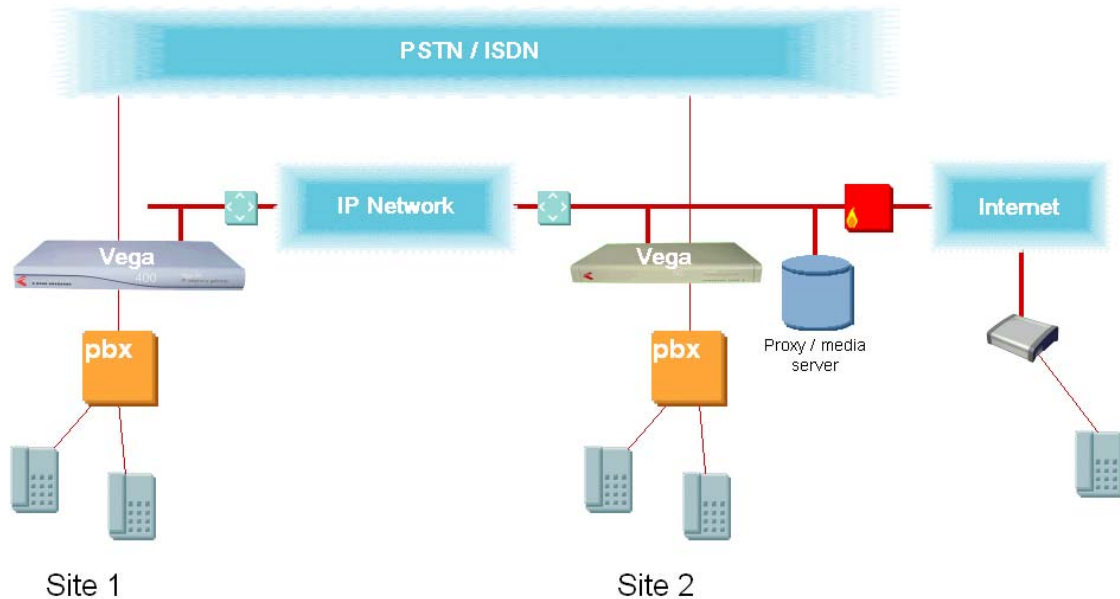 PSTN / ISDN
IP Network
Internet
Vega
400
Vega
pbx
pbx
Proxy / media
server
Site 1
Site 2